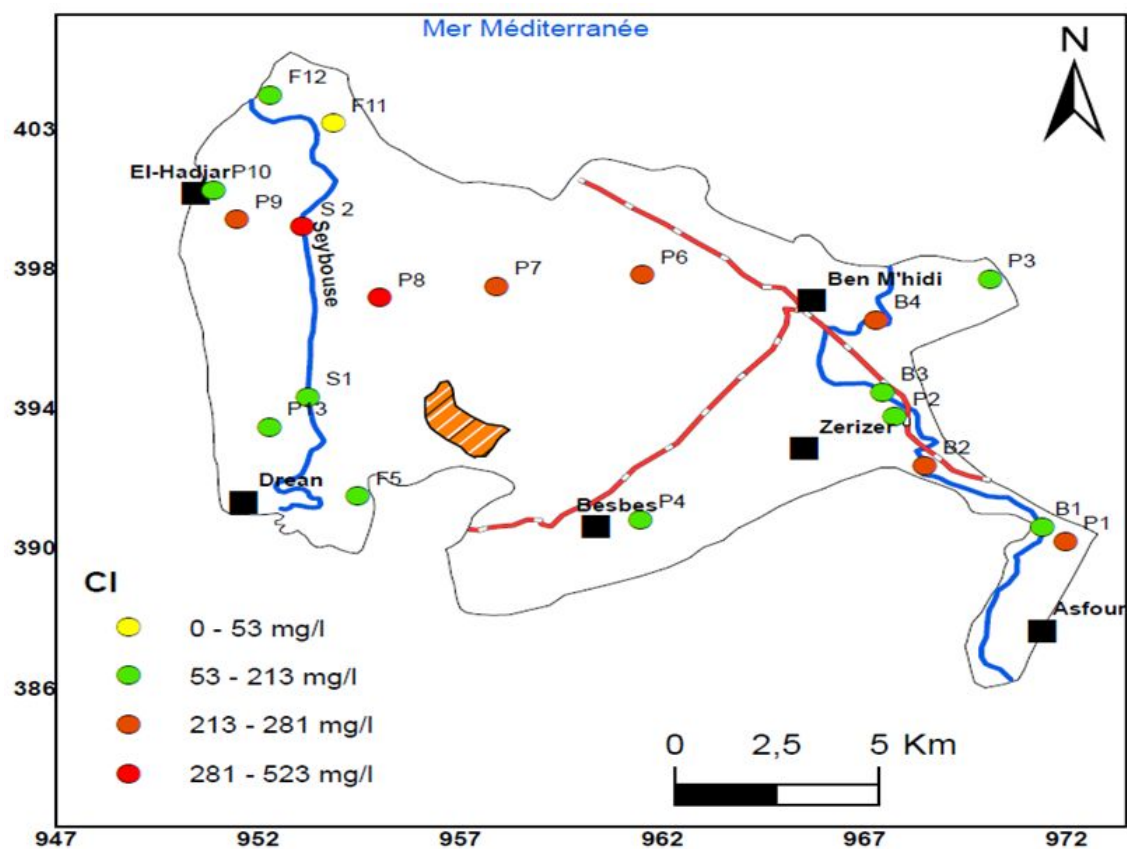 Mer Méditerranée
N
F12
F11
403
El-Hadjar
P10
P9
S 2
Seybouse
398
P8
P7
P6
Ben M'hidi
P3
B4
S1
B3
394
P13
P2
Zerizer
B2
Drean
F5
Besbes
P4
B1
P1
390
Cl
Asfour
0 - 53 mg/l
53 - 213 mg/l
386
213 - 281 mg/l
0 2,5 5 Km
281 - 523 mg/l
947 952 957 962 967 972